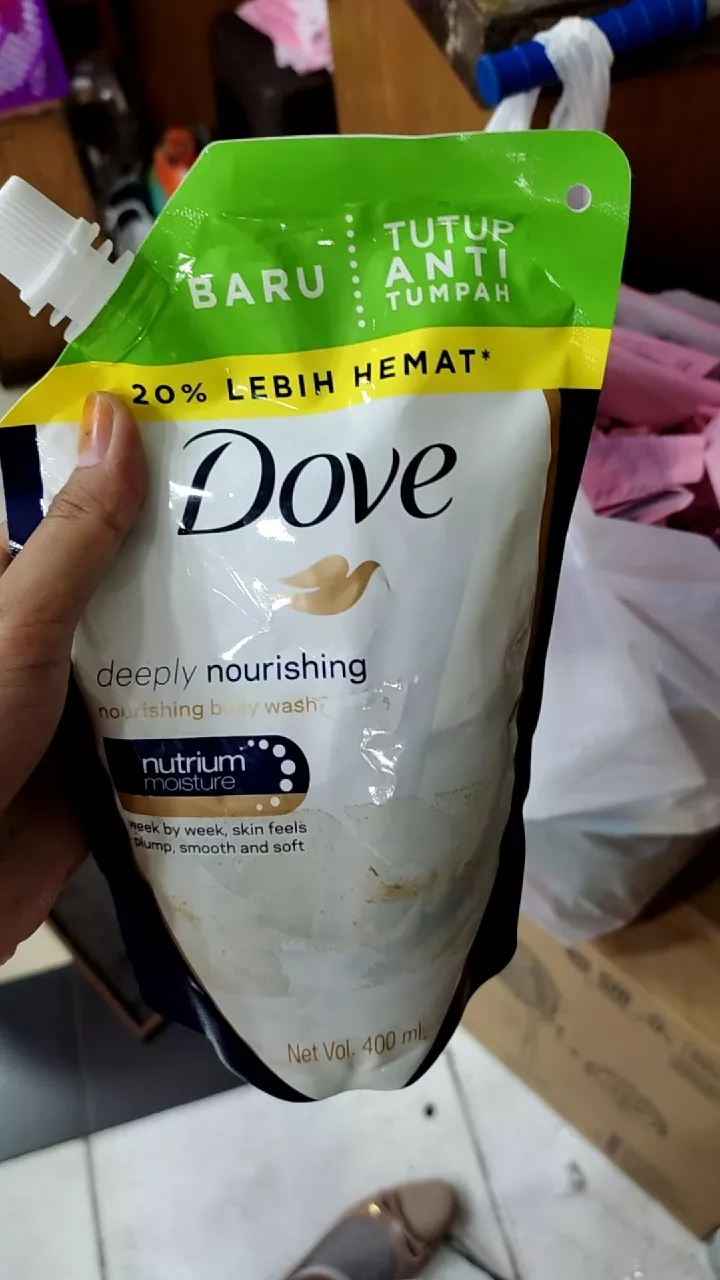 BARU
TUTUP
ANTI
TUMPAH
20% LEBIH HEMAT*
Dove
deeply nourishing
nourishing body wash
nutrium
moisture
week by week, skin feels
plump, smooth and soft
Net Vol. 400 mL